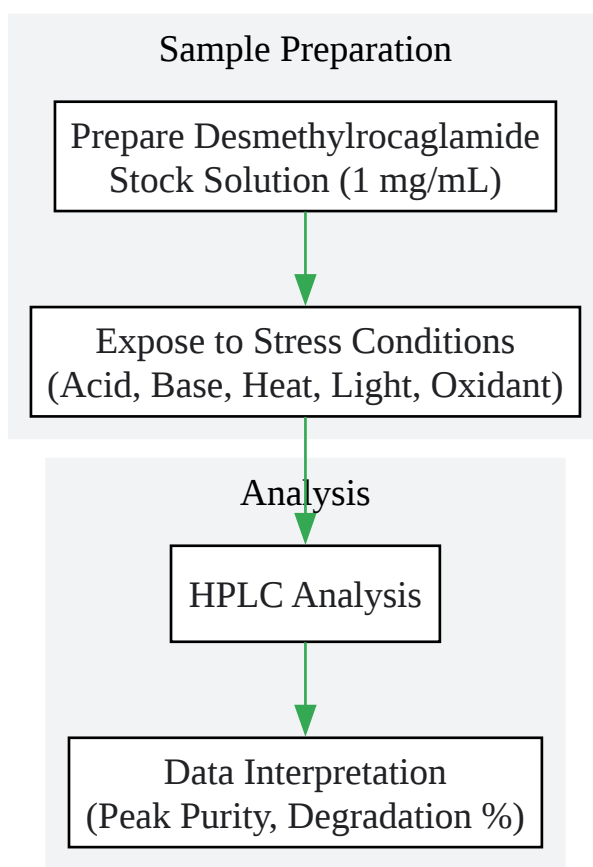 Sample Preparation
Prepare Desmethylrocaglamide
Stock Solution (1 mg/mL)
Expose to Stress Conditions
(Acid, Base, Heat, Light, Oxidant)
Analysis
HPLC Analysis
Data Interpretation
(Peak Purity, Degradation %)